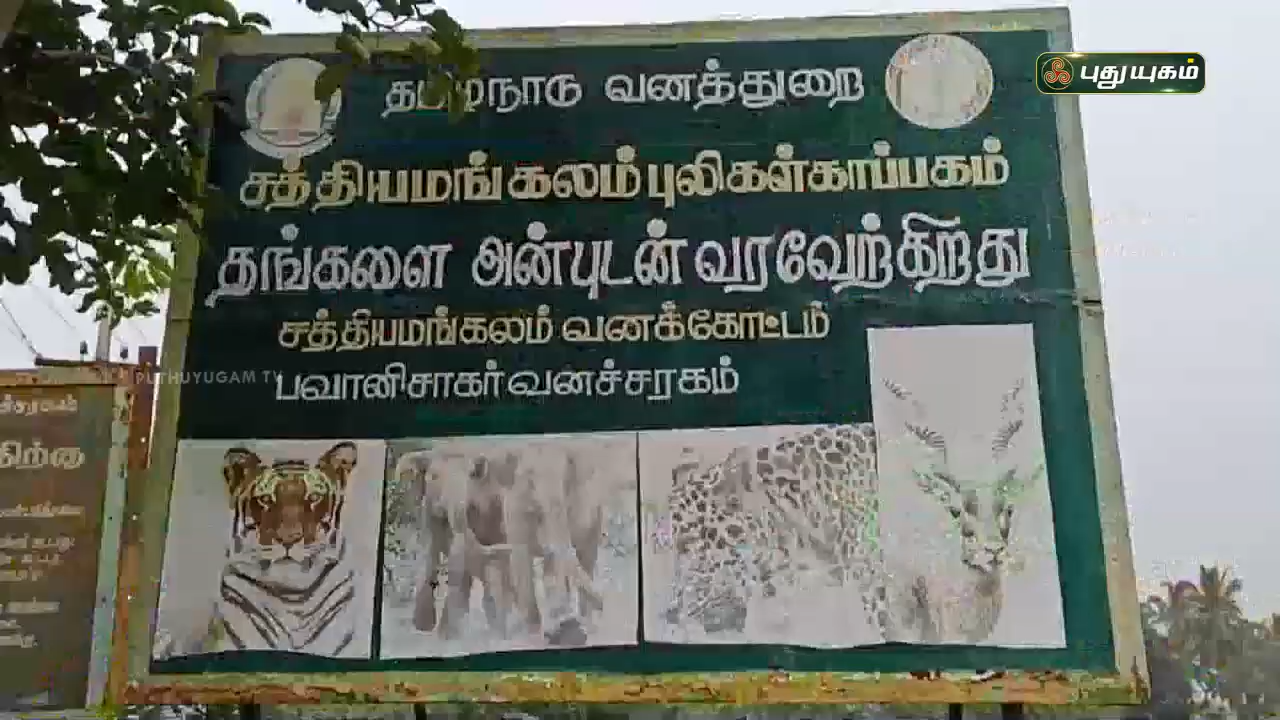 தமிழ்நாடு வனத்துறை
புதுயுகம்
சத்தியமங்கலம் புலிகள் காப்பகம்
தங்களை அன்புடன் வரவேற்கிறது
சத்தியமங்கலம் வனக்கோட்டம்
பவானிசாகர் வனச்சரகம்
PUTHUYUGAM TV